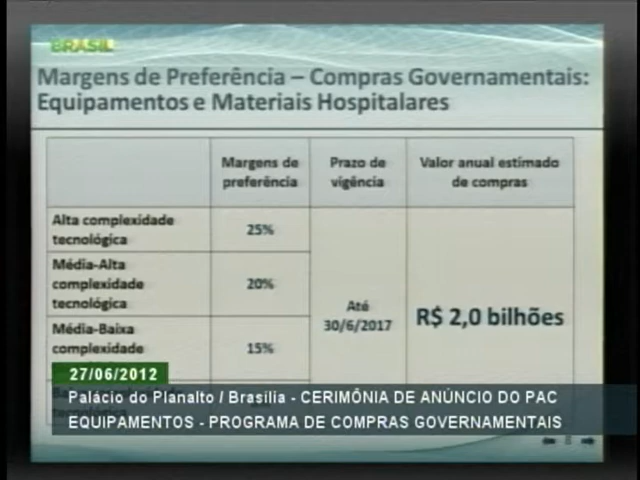 BRASIL
Margens de Preferência – Compras Governamentais:
Equipamentos e Materiais Hospitalares
Margens de
preferência
Prazo de
vigência
Valor anual estimado
de compras
Alta complexidade
tecnológica
25%
Média-Alta
complexidade
tecnológica
20%
Média-Baixa
complexidade
15%
Até
30/6/2017
R$ 2,0 bilhões
27/06/2012
Palácio do Planalto / Brasilia - CERIMÔNIA DE ANÚNCIO DO PAC
EQUIPAMENTOS - PROGRAMA DE COMPRAS GOVERNAMENTAIS